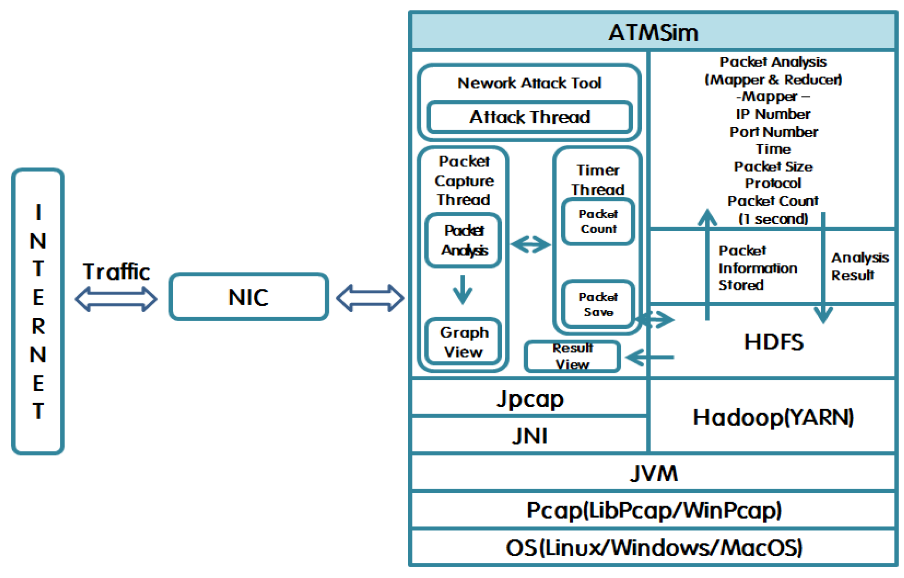 ATMSim
Nework Attack Tool
Attack Thread
Packet
Capture
Thread
Packet
Analysis
Graph
View
Timer
Thread
Packet
Count
Packet
Save
Result
View
Packet Analysis
(Mapper & Reducer)
-Mapper –
IP Number
Port Number
Time
Packet Size
Protocol
Packet Count
(1 second)
Packet
Information
Stored
Analysis
Result
HDFS
I
N
T
E
R
N
E
T
Traffic
NIC
Jpcap
JNI
Hadoop(YARN)
JVM
Pcap(LibPcap/WinPcap)
OS(Linux/Windows/MacOS)